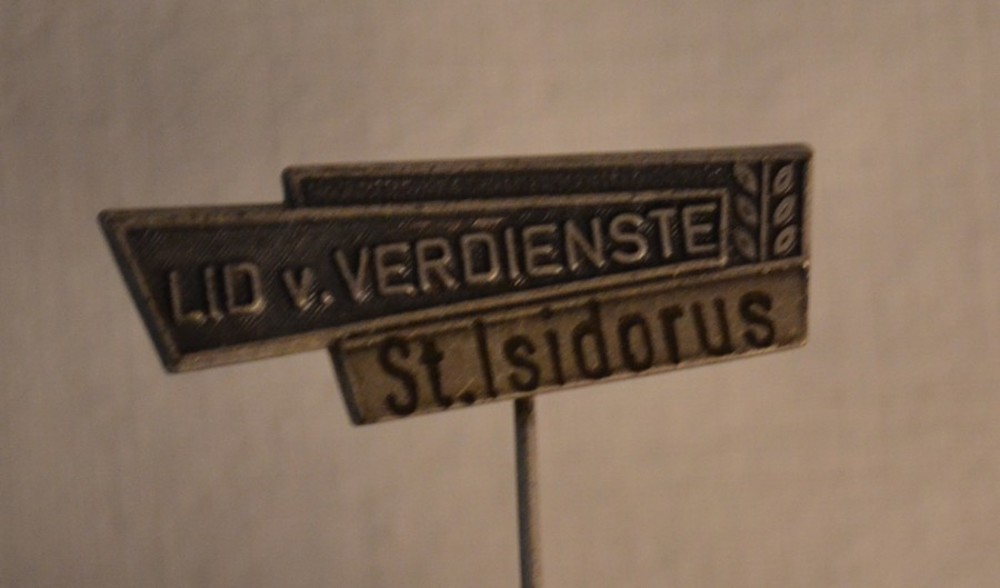 LID v. VERDIENSTE
St. Isidorus